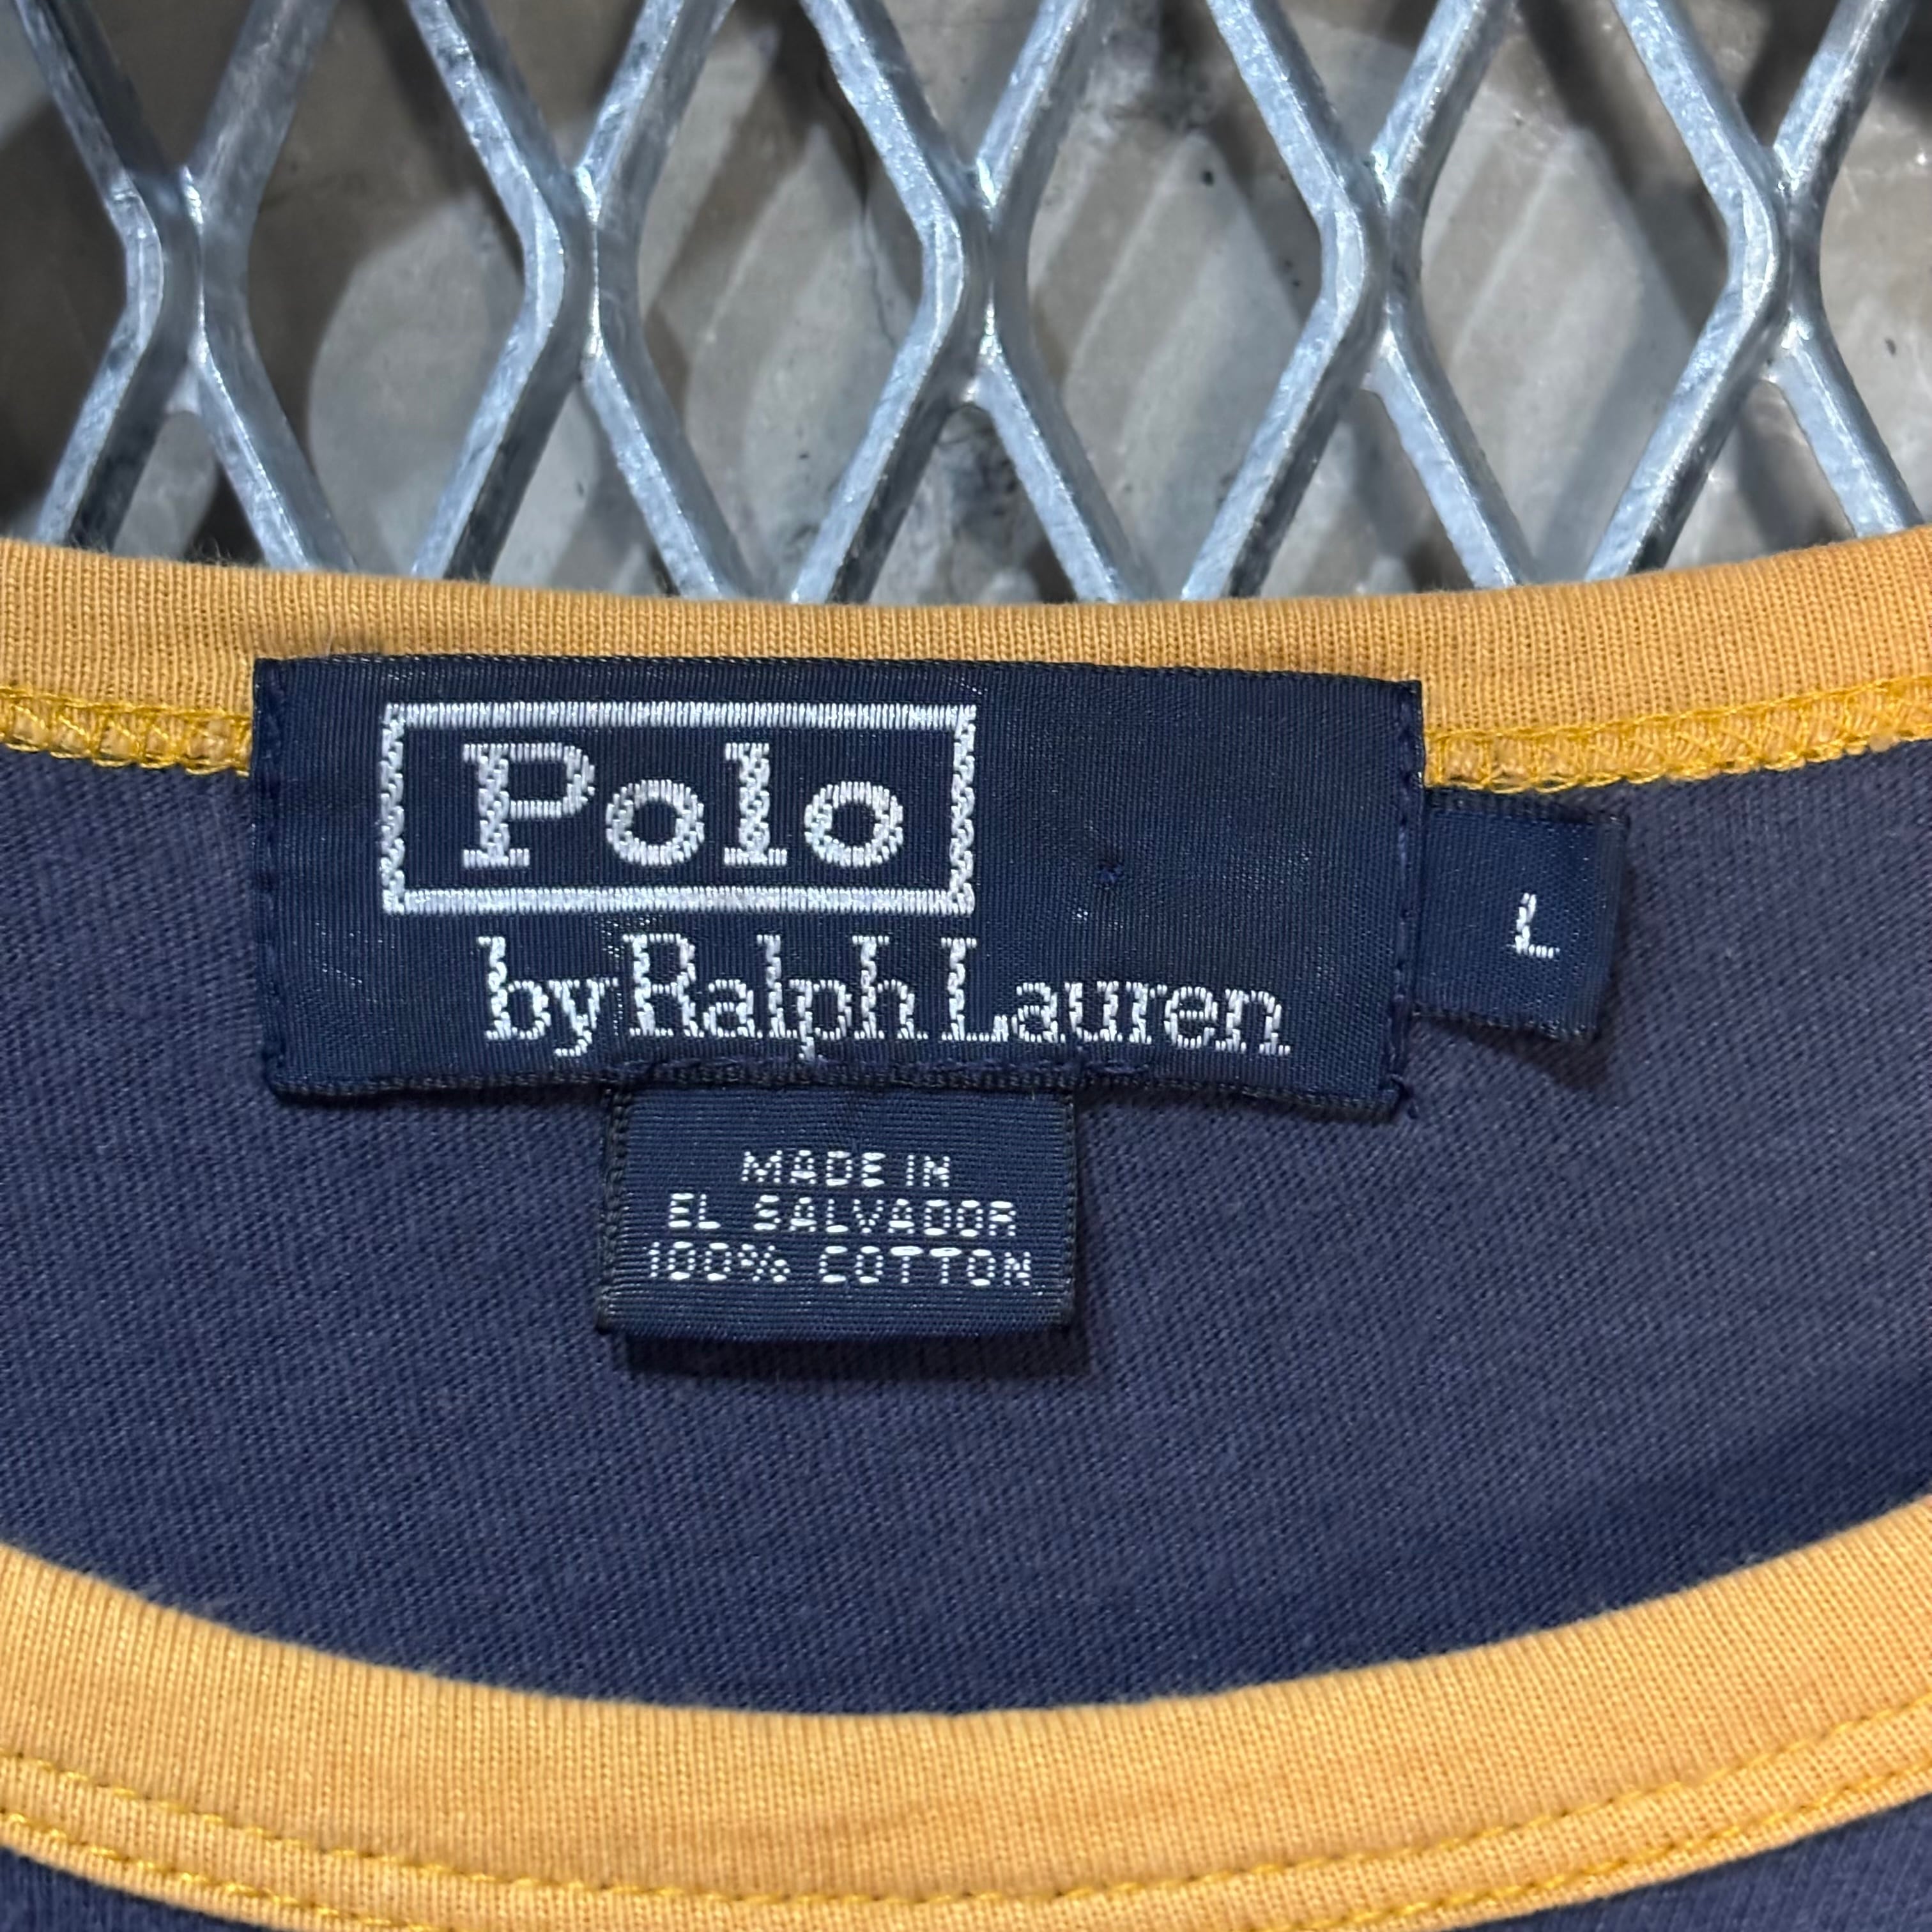 Polo
by Ralph Lauren
L
MADE IN
EL SALVADOR
100% COTTON